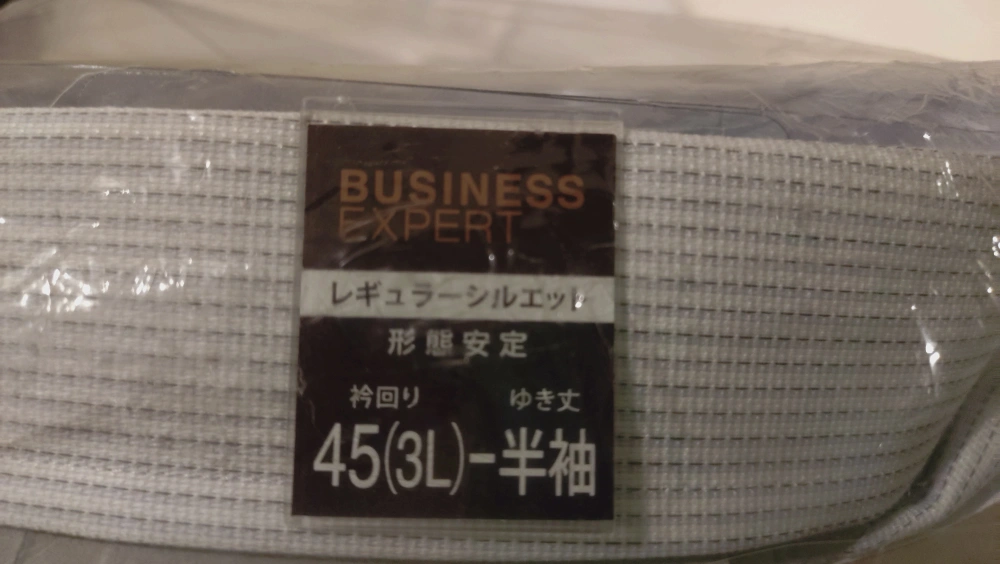 BUSINESS
EXPERT
レギュラーシルエット
形態安定
衿回り ゆき丈
45(3L)-半袖